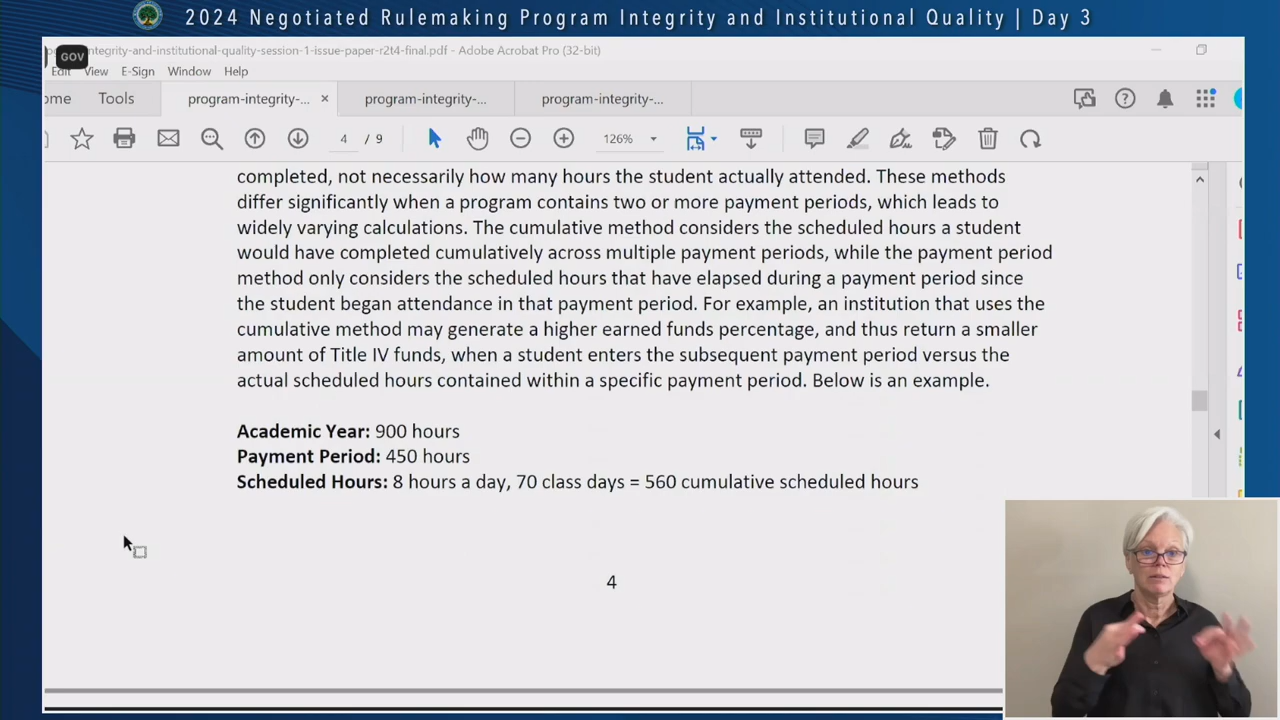 2024 Negotiated Rulemaking Program Integrity and Institutional Quality | Day 3
GOV
integrity-and-institutional-quality-session-1-issue-paper-r2t4-final.pdf - Adobe Acrobat Pro (32-bit)
Edit View E-Sign Window Help
ome Tools program-integrity-... × program-integrity-... program-integrity-...
4 / 9 126%
completed, not necessarily how many hours the student actually attended. These methods
differ significantly when a program contains two or more payment periods, which leads to
widely varying calculations. The cumulative method considers the scheduled hours a student
would have completed cumulatively across multiple payment periods, while the payment period
method only considers the scheduled hours that have elapsed during a payment period since
the student began attendance in that payment period. For example, an institution that uses the
cumulative method may generate a higher earned funds percentage, and thus return a smaller
amount of Title IV funds, when a student enters the subsequent payment period versus the
actual scheduled hours contained within a specific payment period. Below is an example.
Academic Year: 900 hours
Payment Period: 450 hours
Scheduled Hours: 8 hours a day, 70 class days = 560 cumulative scheduled hours
4